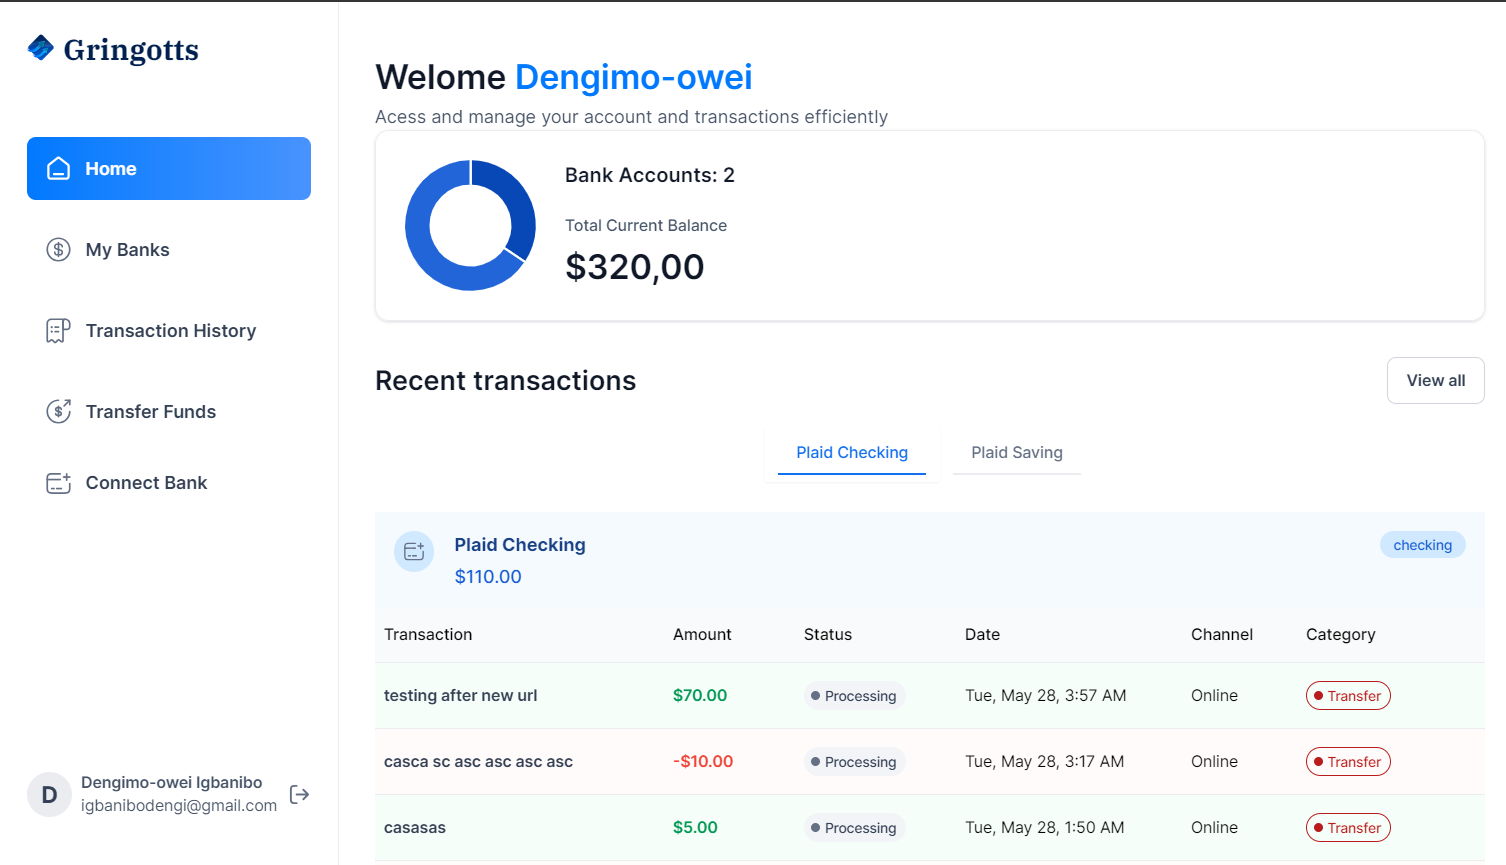 Gringotts
Home
My Banks
Transaction History
Transfer Funds
Connect Bank
D
Dengimo-owei Igbanibo
igbanibodengi@gmail.com
Welome Dengimo-owei
Acess and manage your account and transactions efficiently
Bank Accounts: 2
Total Current Balance
$320,00
Recent transactions
View all
Plaid Checking Plaid Saving
Plaid Checking
$110.00
checking
Transaction Amount Status Date Channel Category
testing after new url $70.00 Processing Tue, May 28, 3:57 AM Online Transfer
casca sc asc asc asc asc -$10.00 Processing Tue, May 28, 3:17 AM Online Transfer
casasas $5.00 Processing Tue, May 28, 1:50 AM Online Transfer